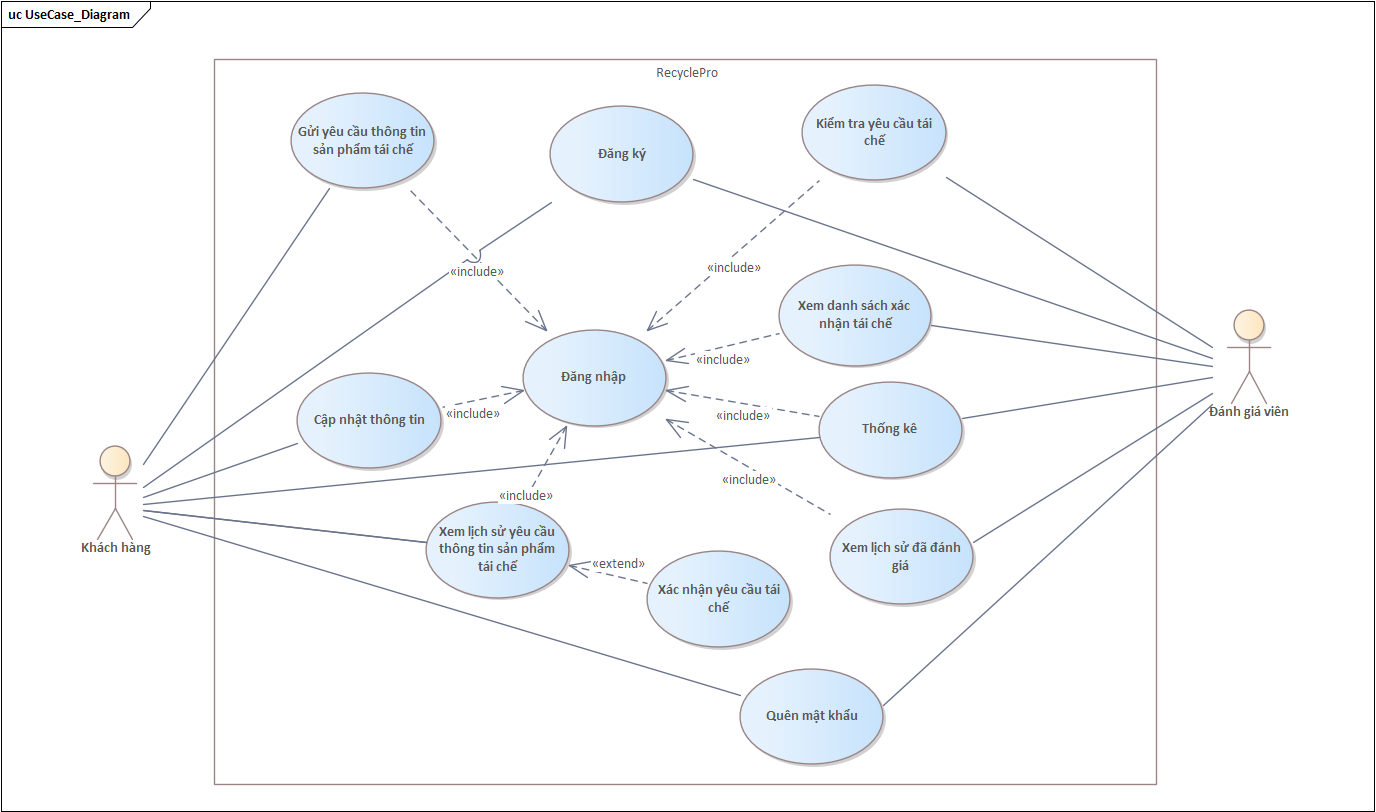 uc UseCase_Diagram
RecyclePro
Gửi yêu cầu thông tin
sản phẩm tái chế
Đăng ký
Kiểm tra yêu cầu tái
chế
«include»
«include»
Xem danh sách xác
nhận tái chế
«include»
Đăng nhập
Cập nhật thông tin
«include»
«include»
Thống kê
Đánh giá viên
Khách hàng
«include»
«include»
Xem lịch sử yêu cầu
thông tin sản phẩm
tái chế
Xem lịch sử đã đánh
giá
«extend»
Xác nhận yêu cầu tái
chế
Quên mật khẩu